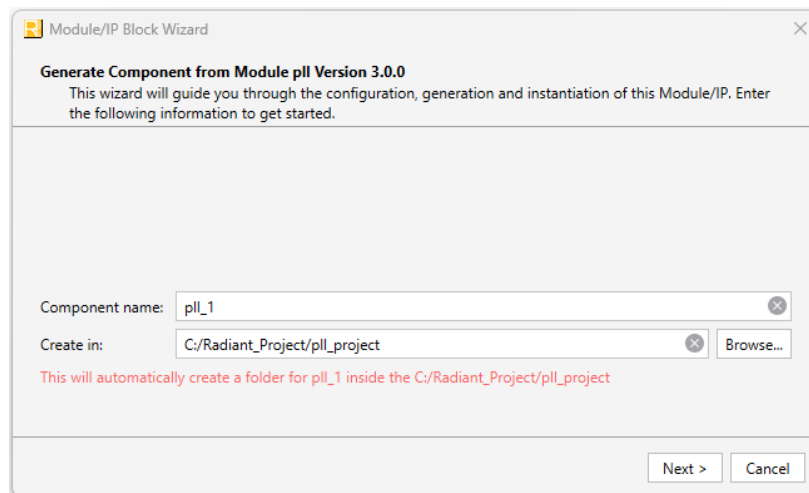 Module/IP Block Wizard
Generate Component from Module pll Version 3.0.0
This wizard will guide you through the configuration, generation and instantiation of this Module/IP. Enter
the following information to get started.
Component name: pll_1
Create in: C:/Radiant_Project/pll_project Browse...
This will automatically create a folder for pll_1 inside the C:/Radiant_Project/pll_project
Next > Cancel